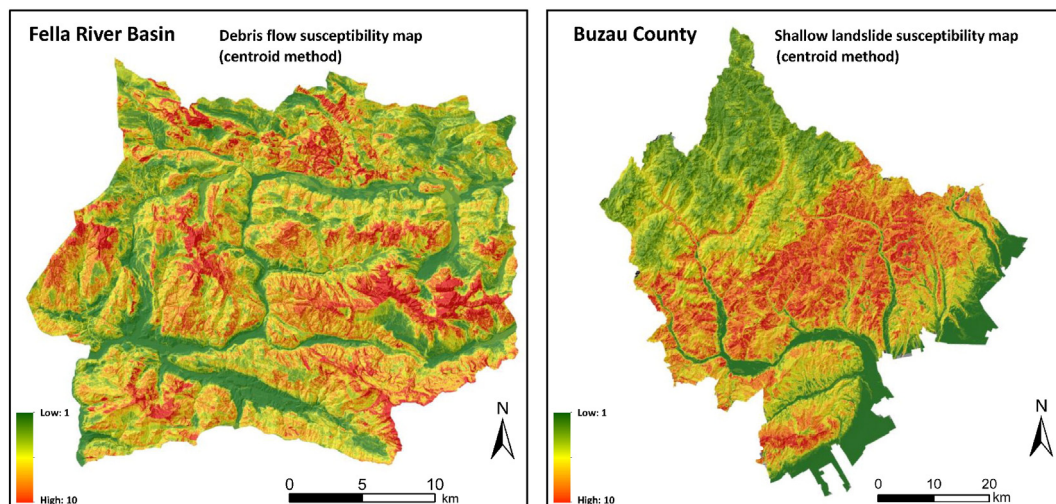 Fella River Basin
Debris flow susceptibility map
(centroid method)
Low: 1
High: 10
N
0 5 10
km
Buzau County
Shallow landslide susceptibility map
(centroid method)
Low: 1
High: 10
N
0 10 20
km